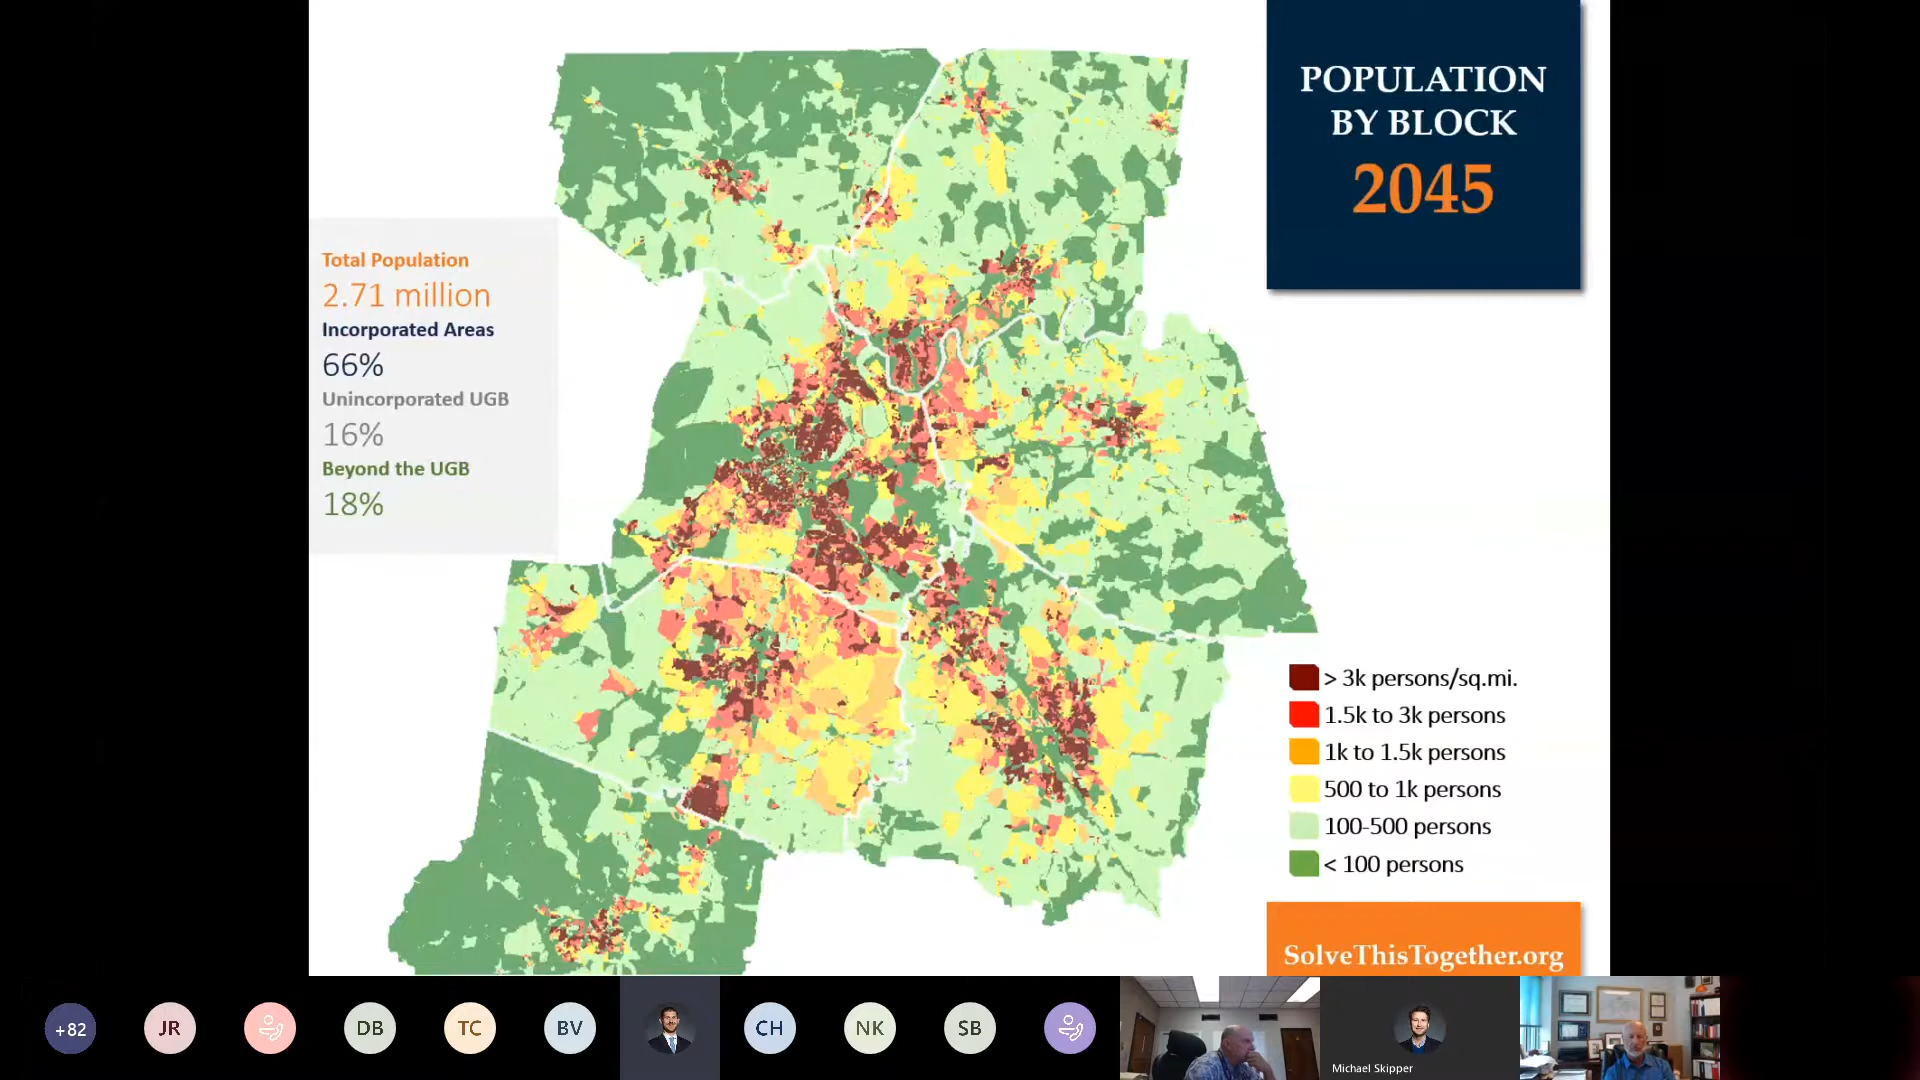 POPULATION
BY BLOCK
2045
Total Population
2.71 million
Incorporated Areas
66%
Unincorporated UGB
16%
Beyond the UGB
18%
> 3k persons/sq.mi.
1.5k to 3k persons
1k to 1.5k persons
500 to 1k persons
100-500 persons
< 100 persons
SolveThisTogether.org
+82
JR
DB
TC
BV
CH
NK
SB
Michael Skipper